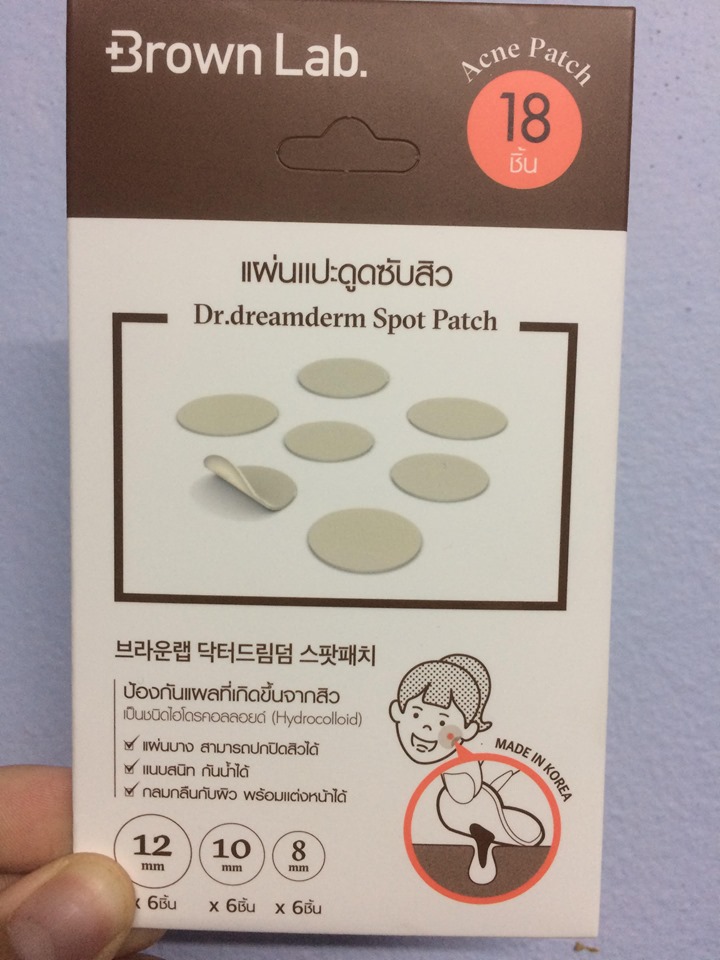 Brown Lab.
Acne Patch
18
ชิ้น
แผ่นแปะดูดซับสิว
Dr.dreamderm Spot Patch
브라운랩 닥터드림덤 스팟패치
ป้องกันแผลที่เกิดขึ้นจากสิว
เป็นชนิดไฮโดรคอลลอยด์ (Hydrocolloid)
แผ่นบาง สามารถปกปิดสิวได้
แนบสนิท กันน้ำได้
กลมกลืนกับผิว พร้อมแต่งหน้าได้
MADE IN KOREA
12 mm
10 mm
8 mm
x 6ชิ้น x 6ชิ้น x 6ชิ้น